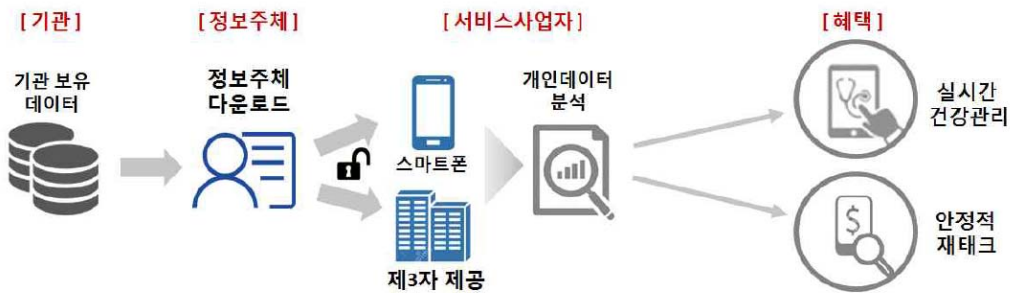 [기관]
[정보주체]
[서비스사업자]
[혜택]
기관 보유
데이터
정보주체
다운로드
스마트폰
제3자 제공
개인데이터
분석
실시간
건강관리
$
안정적
재태크